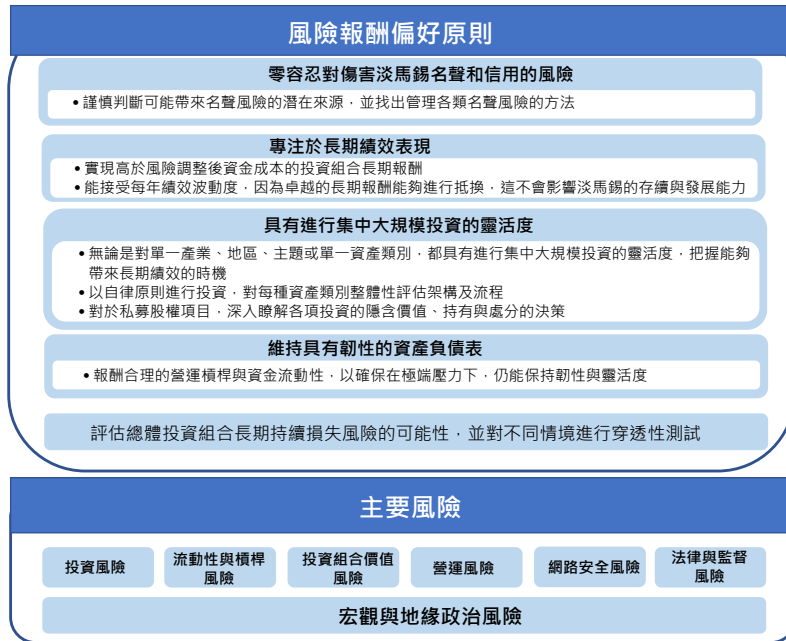 風險報酬偏好原則
零容忍對傷害淡馬錫名聲和信用的風險
• 謹慎判斷可能帶來名聲風險的潛在來源，並找出管理各類名聲風險的方法
專注於長期績效表現
• 實現高於風險調整後資金成本的投資組合長期報酬
• 能接受每年績效波動度，因為卓越的長期報酬能夠進行抵換，這不會影響淡馬錫的存續與發展能力
具有進行集中大規模投資的靈活度
• 無論是對單一產業、地區、主題或單一資產類別，都具有進行集中大規模投資的靈活度，把握能夠
帶來長期績效的時機
• 以自律原則進行投資，對每種資產類別整體性評估架構及流程
• 對於私募股權項目，深入瞭解各項投資的隱含價值、持有與處分的決策
維持具有韌性的資產負債表
• 報酬合理的營運槓桿與資金流動性，以確保在極端壓力下，仍能保持韌性與靈活度
評估總體投資組合長期持續損失風險的可能性，並對不同情境進行穿透性測試
主要風險
投資風險
流動性與槓桿
風險
投資組合價值
風險
營運風險
網路安全風險
法律與監督
風險
宏觀與地緣政治風險